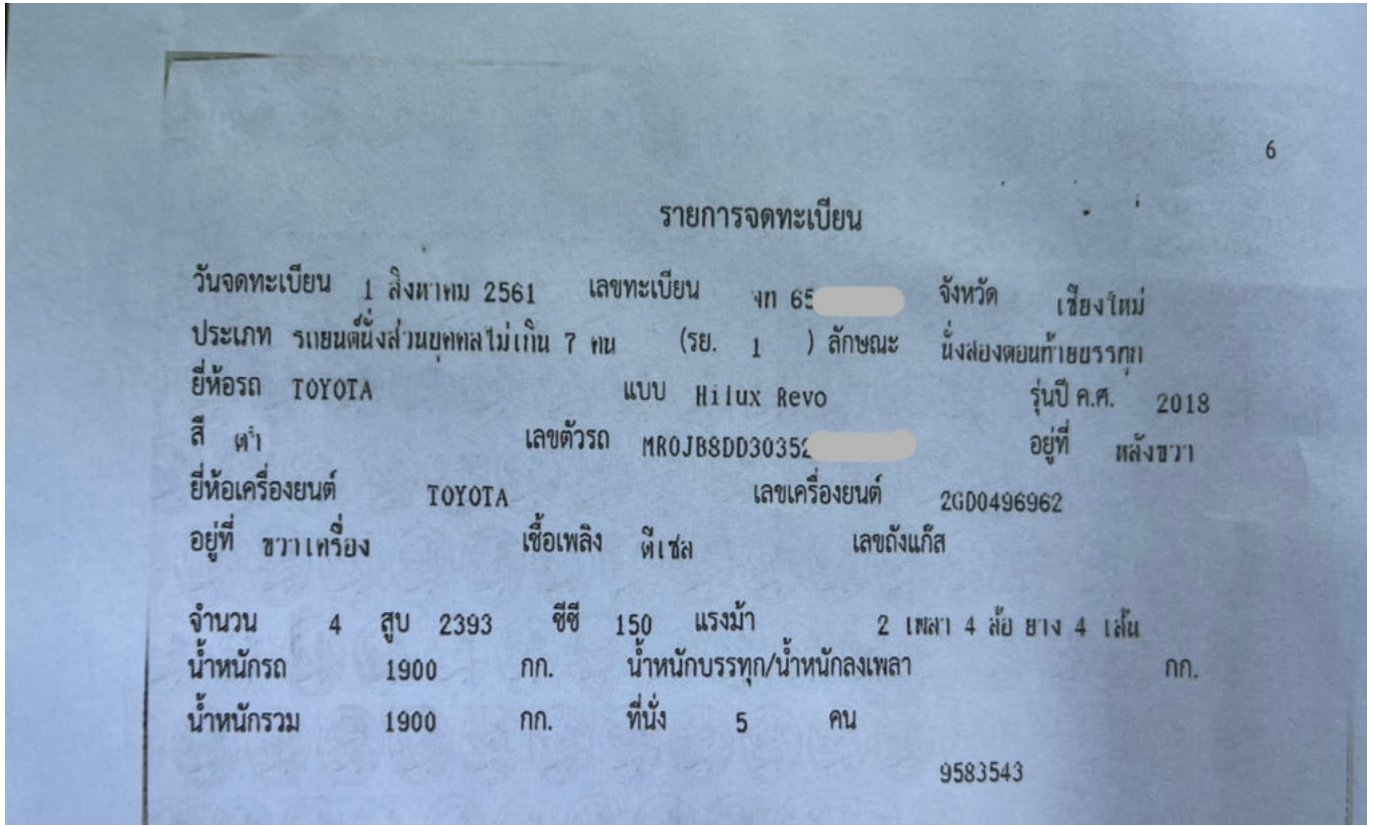 6
รายการจดทะเบียน
วันจดทะเบียน 1 สิงหาคม 2561 เลขทะเบียน งก 65 จังหวัด เชียงใหม่
ประเภท รถยนต์นั่งส่วนบุคคลไม่เกิน 7 คน (รย. 1 ) ลักษณะ นั่งสองตอนท้ายบรรทุก
ยี่ห้อรถ TOYOTA แบบ Hilux Revo รุ่นปี ค.ศ. 2018
สี ดำ เลขตัวรถ MR0JB8DD30352 อยู่ที่ หลังขวา
ยี่ห้อเครื่องยนต์ TOYOTA เลขเครื่องยนต์ 2GD0496962
อยู่ที่ ขวาเครื่อง เชื้อเพลิง ดีเซล เลขถังแก๊ส
จำนวน 4 สูบ 2393 ซีซี 150 แรงม้า 2 เพลา 4 ล้อ ยาง 4 เส้น
น้ำหนักรถ 1900 กก. น้ำหนักบรรทุก/น้ำหนักลงเพลา กก.
น้ำหนักรวม 1900 กก. ที่นั่ง 5 คน
9583543